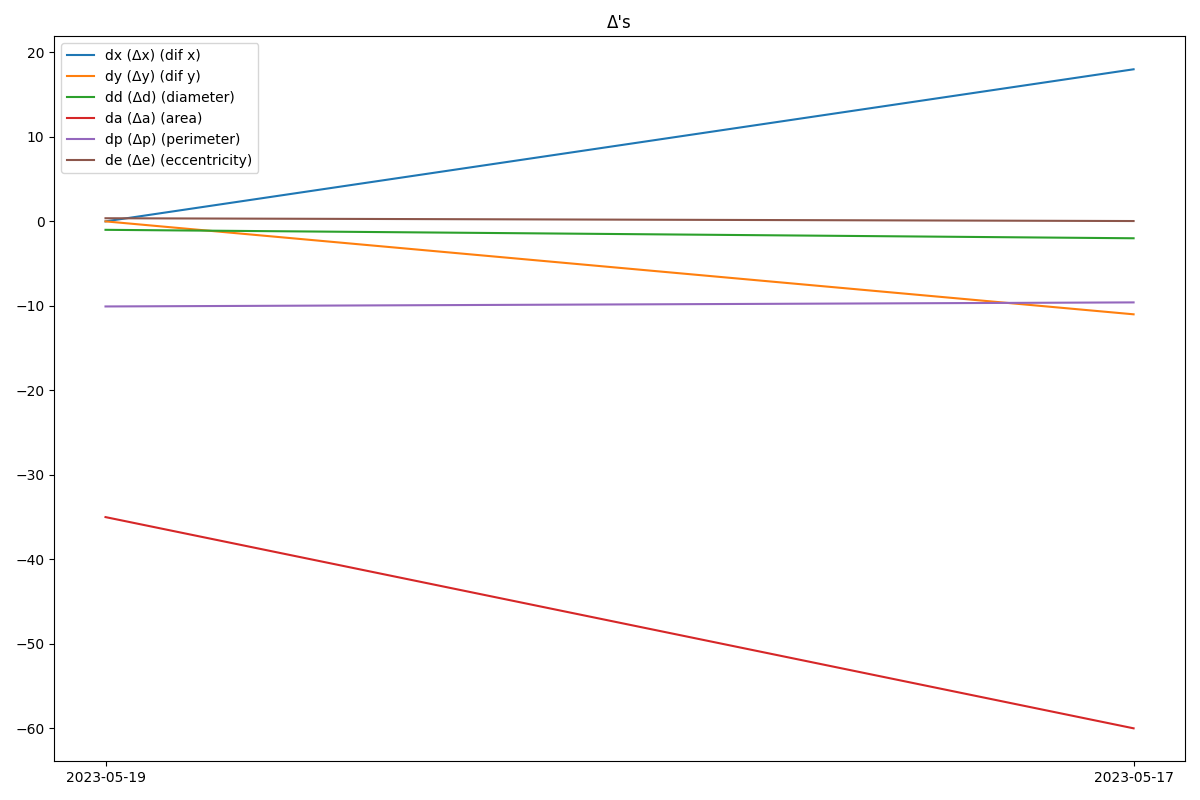 Δ's
dx (Δx) (dif x)
dy (Δy) (dif y)
dd (Δd) (diameter)
da (Δa) (area)
dp (Δp) (perimeter)
de (Δe) (eccentricity)
20
10
0
−10
−20
−30
−40
−50
−60
2023-05-19 2023-05-17